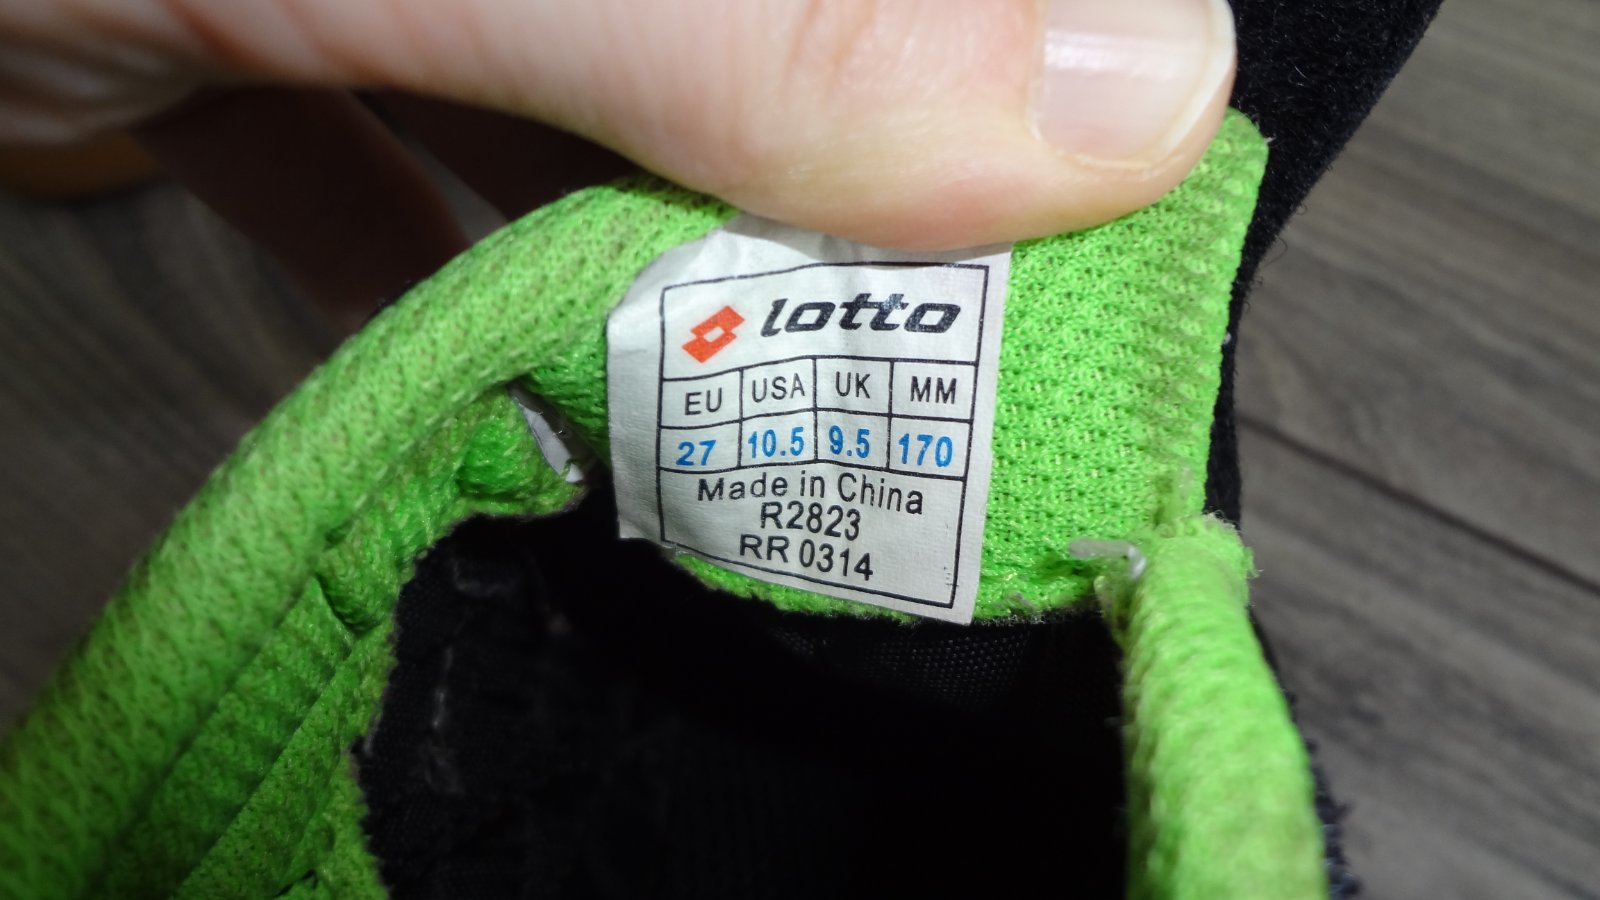 lotto
EU USA UK MM
27 10.5 9.5 170
Made in China
R2823
RR 0314